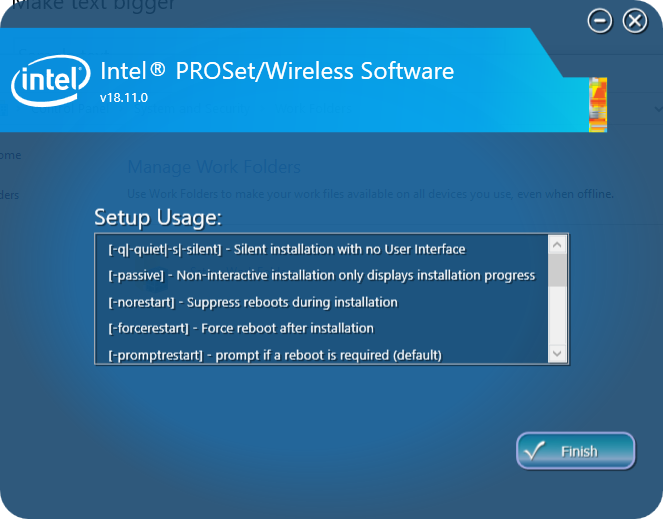 Make text bigger
intel
Intel® PROSet/Wireless Software
v18.11.0
ome
Manage Work Folders
ders
Use Work Folders to make your work files available on all devices you use, even when offline.
Setup Usage:
[-q|-quiet|-s|-silent] - Silent installation with no User Interface
[-passive] - Non-interactive installation only displays installation progress
[-norestart] - Suppress reboots during installation
[-forcerestart] - Force reboot after installation
[-promptrestart] - prompt if a reboot is required (default)
Finish